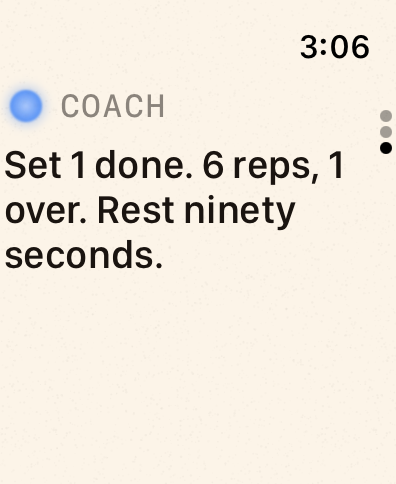 3:06
COACH
Set 1 done. 6 reps, 1
over. Rest ninety
seconds.